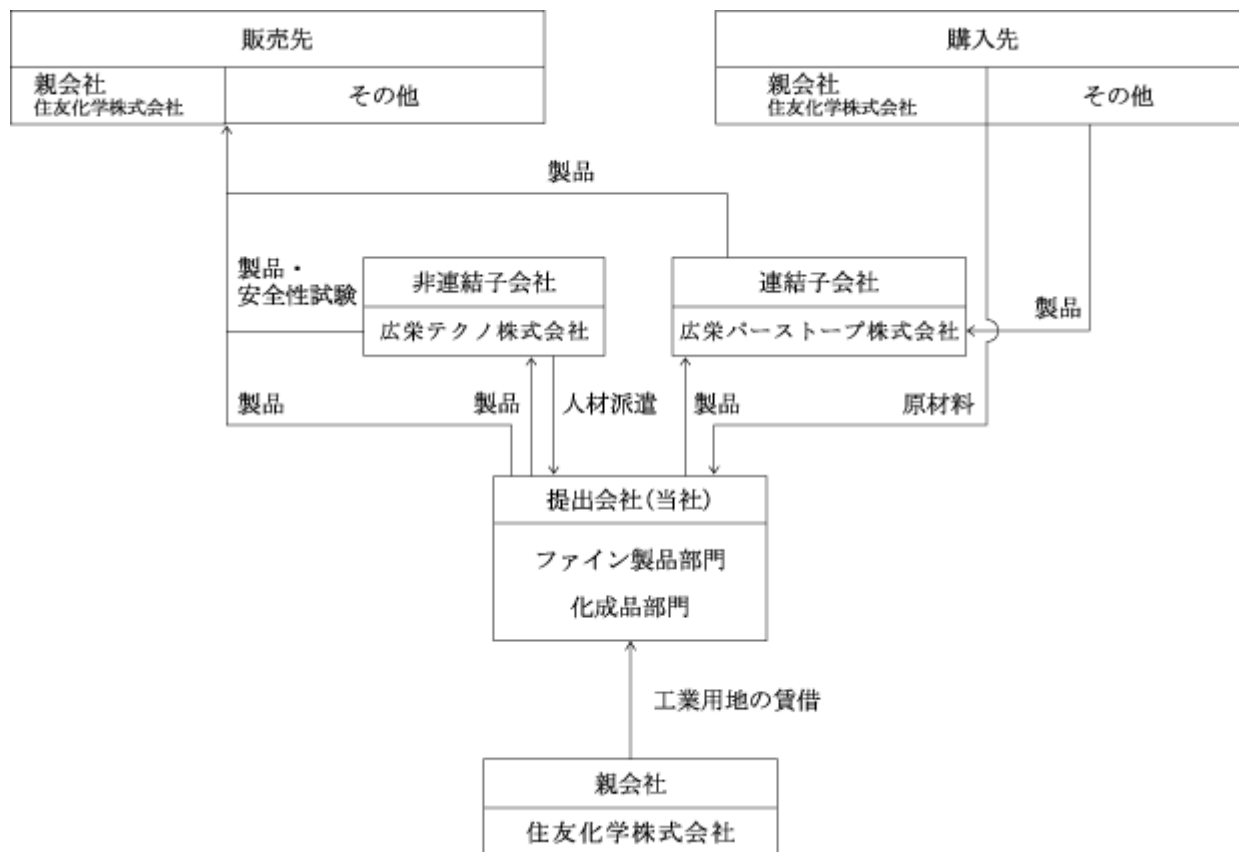 販売先
親会社
住友化学株式会社
その他
購入先
親会社
住友化学株式会社
その他
製品
製品・
安全性試験
非連結子会社
広栄テクノ株式会社
連結子会社
広栄パーストープ株式会社
製品
製品
製品
人材派遣
製品
原材料
提出会社(当社)
ファイン製品部門
化成品部門
工業用地の賃借
親会社
住友化学株式会社